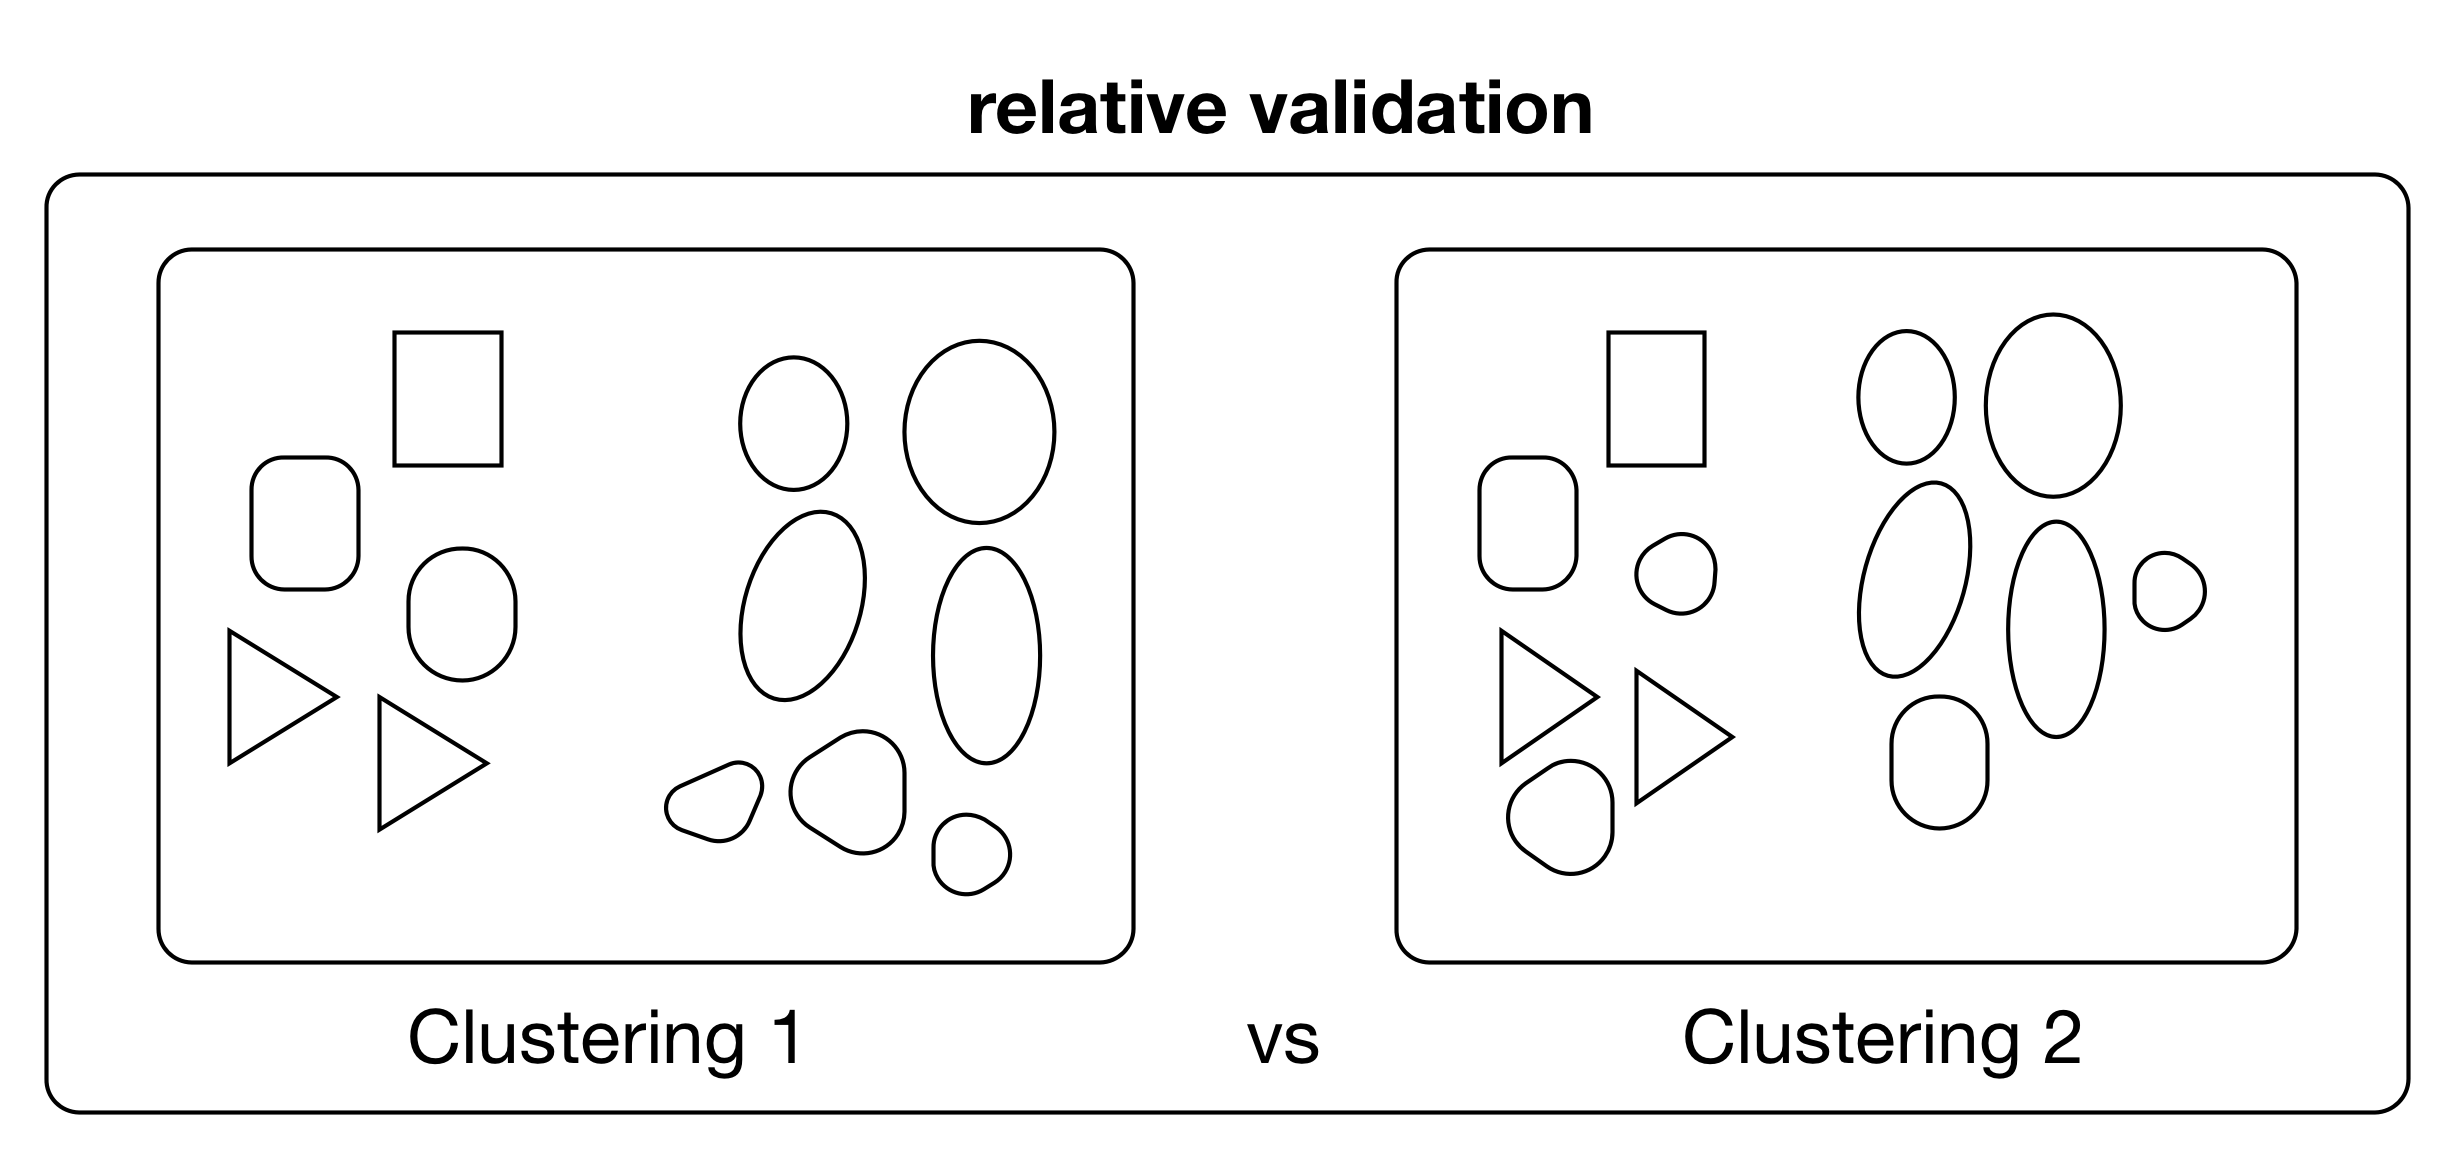 relative validation
Clustering 1
vs
Clustering 2